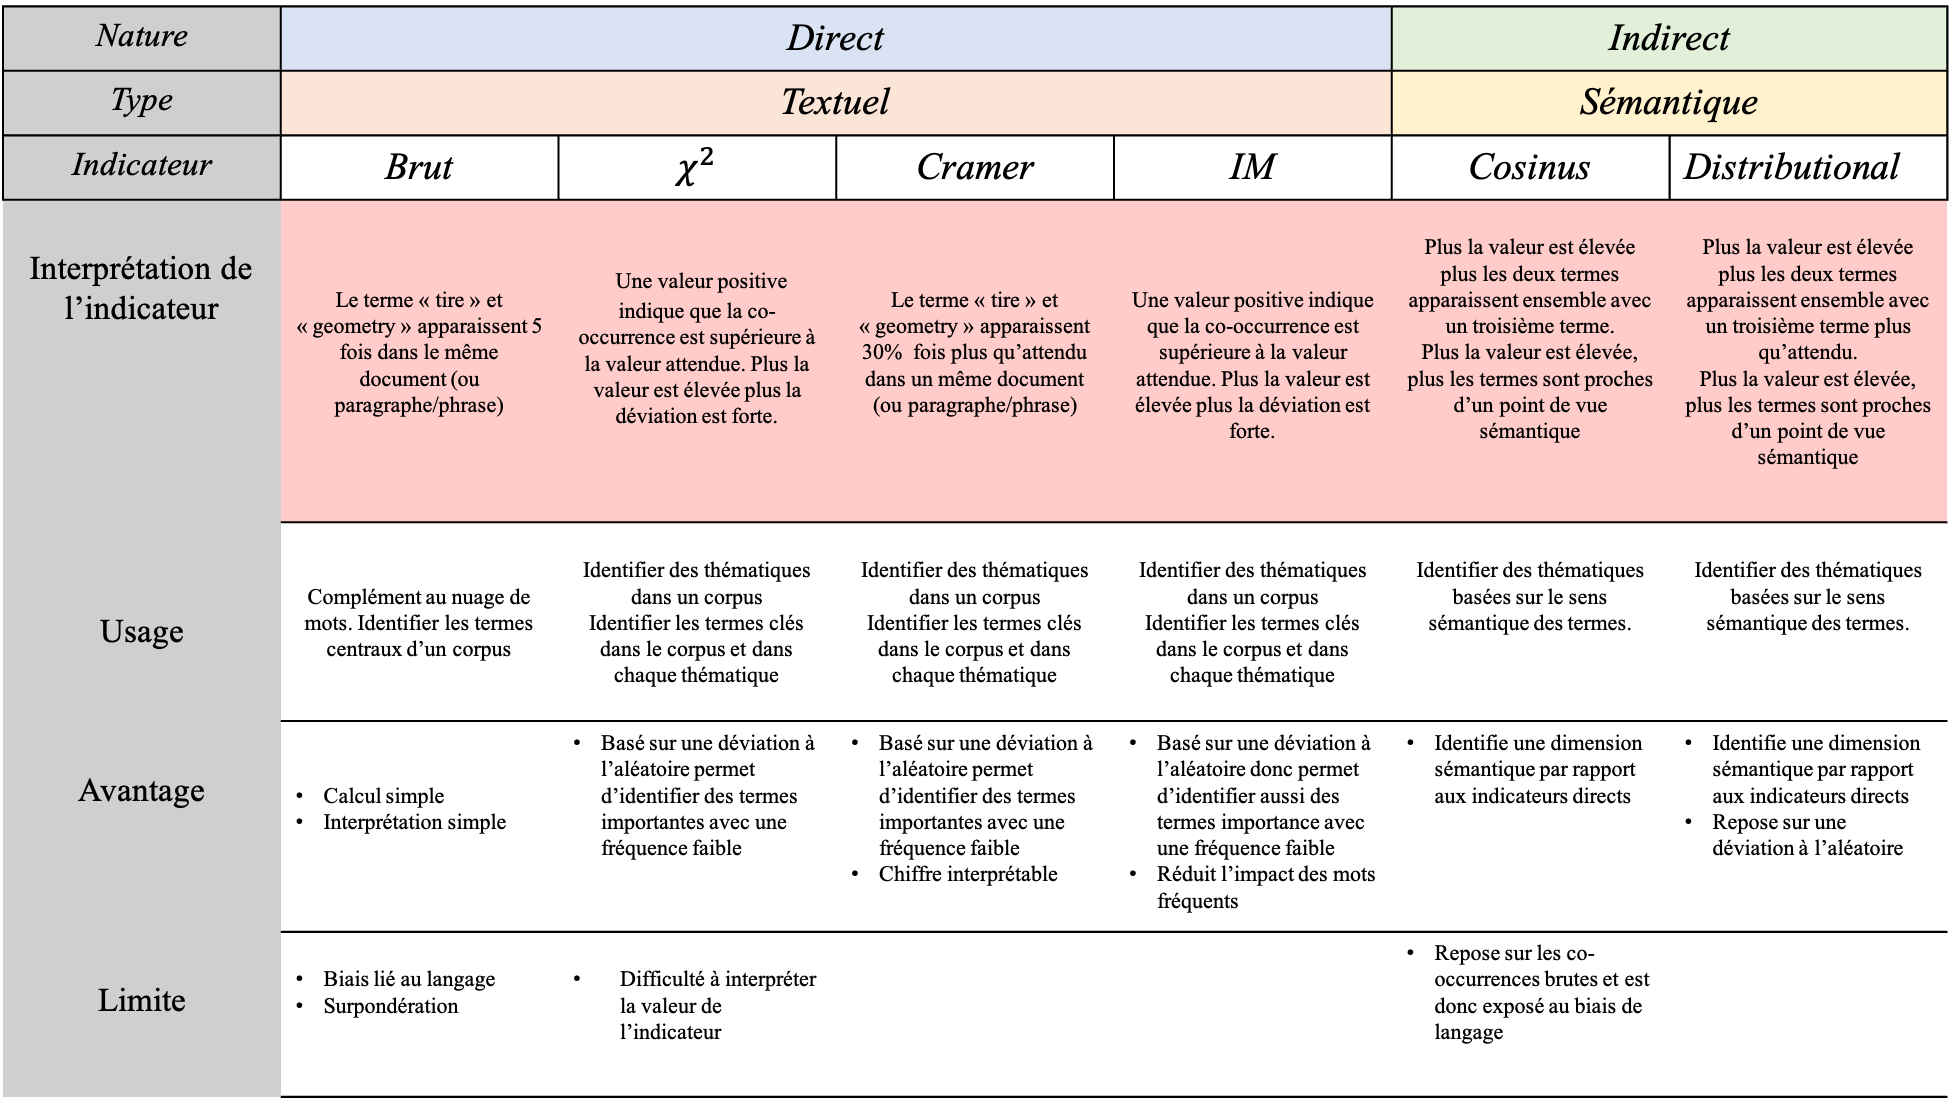 Nature
Direct
Indirect
Type
Textuel
Sémantique
Indicateur
Brut
χ²
Cramer
IM
Cosinus
Distributional
Interprétation de
l’indicateur
Le terme « tire » et
« geometry » apparaissent 5
fois dans le même
document (ou
paragraphe/phrase)
Une valeur positive
indique que la co-
occurrence est supérieure à
la valeur attendue. Plus la
valeur est élevée plus la
déviation est forte.
Le terme « tire » et
« geometry » apparaissent
30% fois plus qu’attendu
dans un même document
(ou paragraphe/phrase)
Une valeur positive indique
que la co-occurrence est
supérieure à la valeur
attendue. Plus la valeur est
élevée plus la déviation est
forte.
Plus la valeur est élevée
plus les deux termes
apparaissent ensemble avec
un troisième terme.
Plus la valeur est élevée,
plus les termes sont proches
d’un point de vue
sémantique
Plus la valeur est élevée
plus les deux termes
apparaissent ensemble avec
un troisième terme plus
qu’attendu.
Plus la valeur est élevée,
plus les termes sont proches
d’un point de vue
sémantique
Usage
Complément au nuage de
mots. Identifier les termes
centraux d’un corpus
Identifier des thématiques
dans un corpus
Identifier les termes clés
dans le corpus et dans
chaque thématique
Identifier des thématiques
dans un corpus
Identifier les termes clés
dans le corpus et dans
chaque thématique
Identifier des thématiques
dans un corpus
Identifier les termes clés
dans le corpus et dans
chaque thématique
Identifier des thématiques
basées sur le sens
sémantique des termes.
Identifier des thématiques
basées sur le sens
sémantique des termes.
Avantage
• Calcul simple
• Interprétation simple
• Basé sur une déviation à
l’aléatoire permet
d’identifier des termes
importantes avec une
fréquence faible
• Basé sur une déviation à
l’aléatoire permet
d’identifier des termes
importantes avec une
fréquence faible
• Chiffre interprétable
• Basé sur une déviation à
l’aléatoire donc permet
d’identifier aussi des
termes importance avec
une fréquence faible
• Réduit l’impact des mots
fréquents
• Identifie une dimension
sémantique par rapport
aux indicateurs directs
• Identifie une dimension
sémantique par rapport
aux indicateurs directs
• Repose sur une
déviation à l’aléatoire
Limite
• Biais lié au langage
• Surpondération
• Difficulté à interpréter
la valeur de
l’indicateur
• Repose sur les co-
occurrences brutes et est
donc exposé au biais de
langage